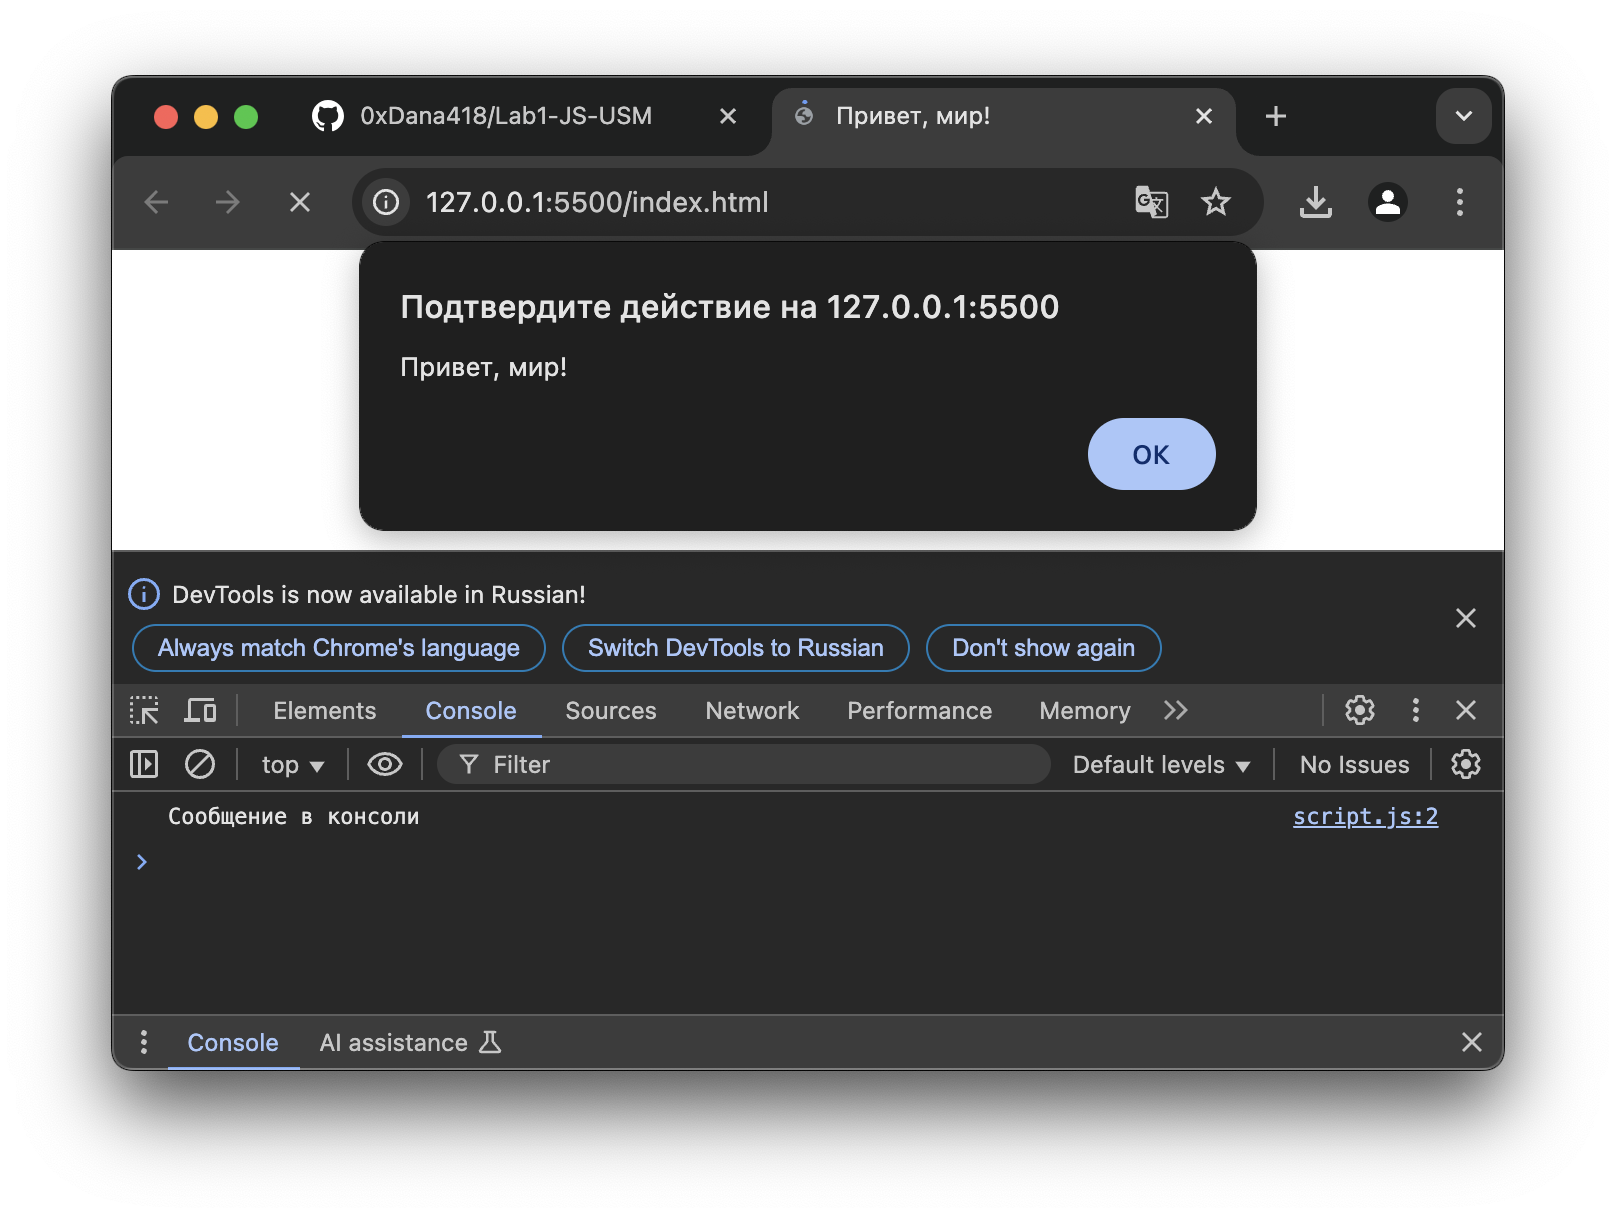 0xDana418/Lab1-JS-USM
Привет, мир!
127.0.0.1:5500/index.html
Подтвердите действие на 127.0.0.1:5500
Привет, мир!
ОК
DevTools is now available in Russian!
Always match Chrome's language
Switch DevTools to Russian
Don't show again
Elements
Console
Sources
Network
Performance
Memory
top
Filter
Default levels
No Issues
Сообщение в консоли
script.js:2
Console
AI assistance